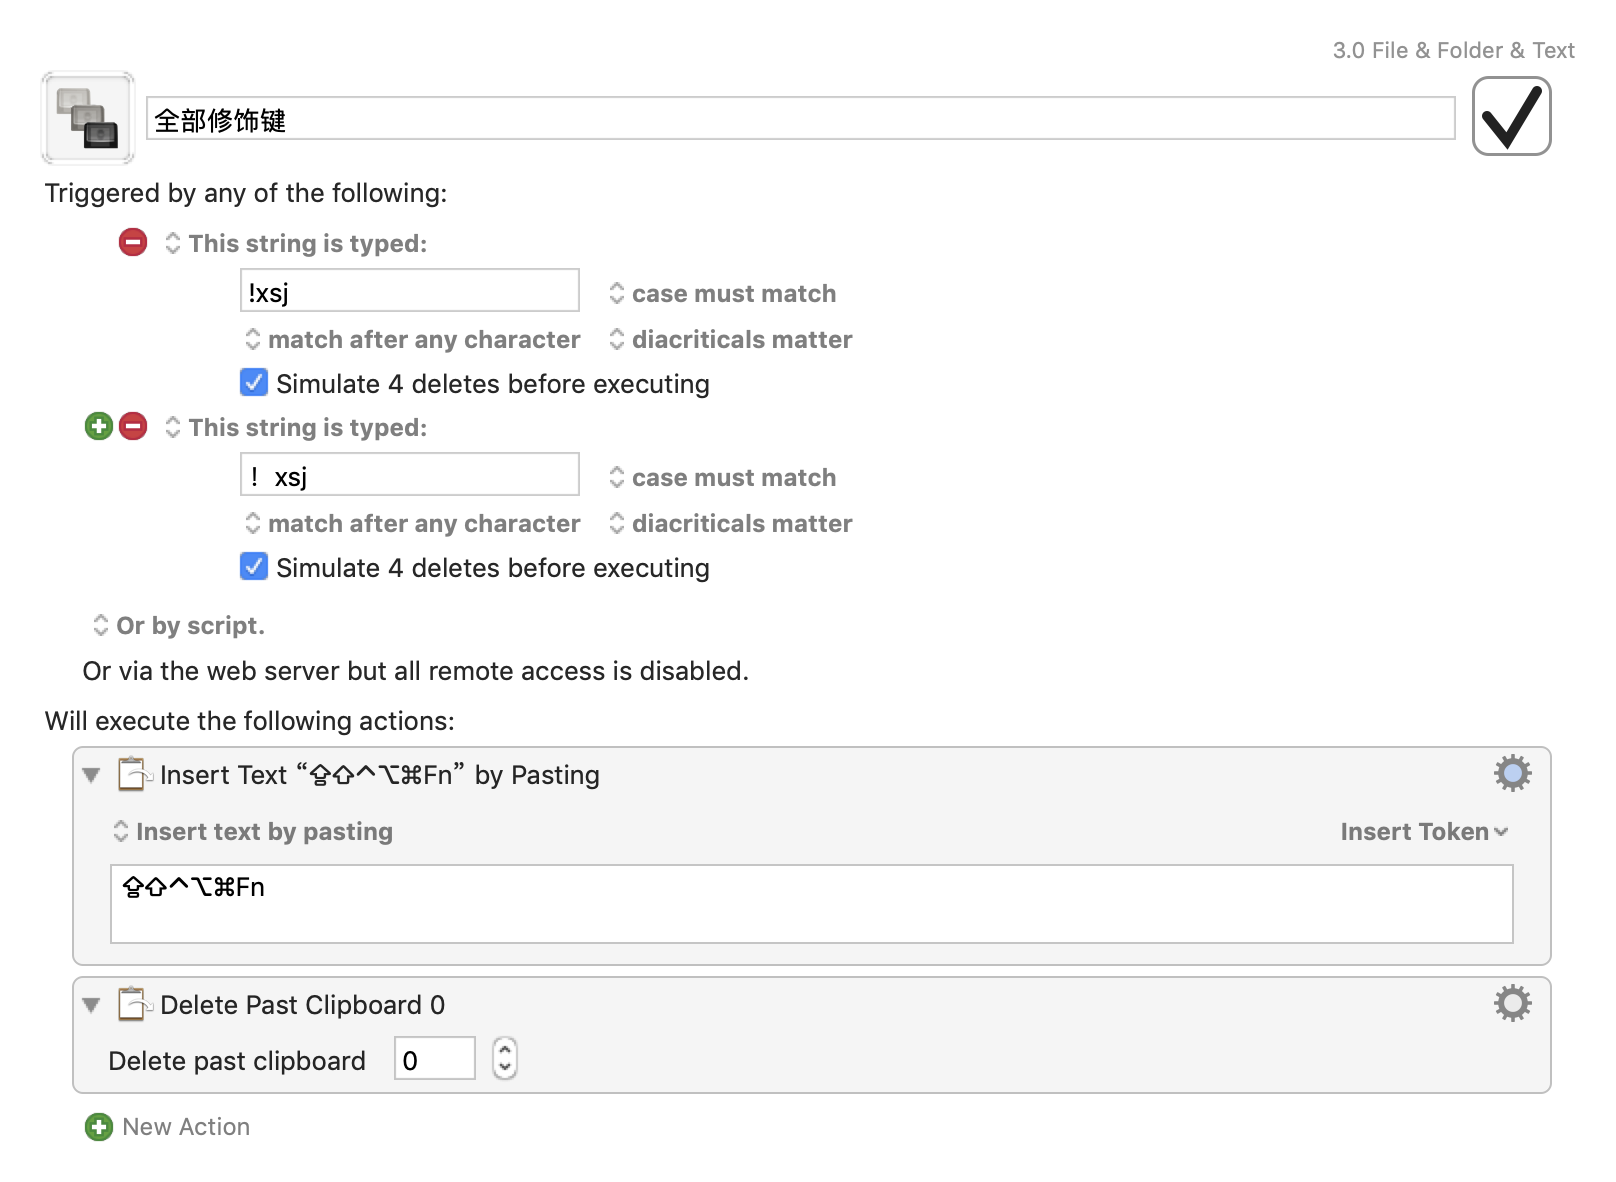 3.0 File & Folder & Text
全部修饰键
Triggered by any of the following:
This string is typed:
!xsj
case must match
match after any character
diacriticals matter
Simulate 4 deletes before executing
This string is typed:
！xsj
case must match
match after any character
diacriticals matter
Simulate 4 deletes before executing
Or by script.
Or via the web server but all remote access is disabled.
Will execute the following actions:
Insert Text “⇪⇧⌃⌥⌘Fn” by Pasting
Insert text by pasting
Insert Token
⇪⇧⌃⌥⌘Fn
Delete Past Clipboard 0
Delete past clipboard 0
New Action